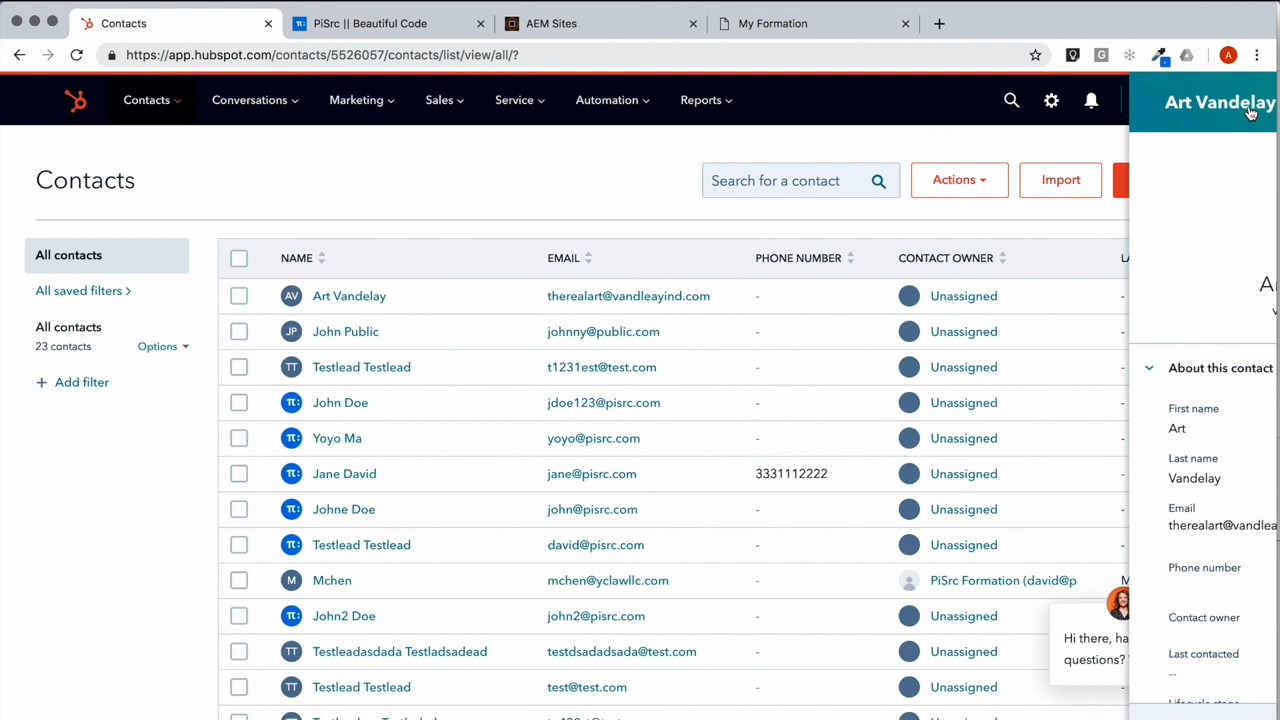 Contacts
PiSrc || Beautiful Code
AEM Sites
My Formation
https://app.hubspot.com/contacts/5526057/contacts/list/view/all/?
A
Contacts
Conversations
Marketing
Sales
Service
Automation
Reports
Art Vandelay
Contacts
Search for a contact
Actions
Import
All contacts
All saved filters
All contacts
23 contacts
Options
+ Add filter
NAME EMAIL PHONE NUMBER CONTACT OWNER LA
AV Art Vandelay therealart@vandleayind.com - Unassigned -
JP John Public johnny@public.com - Unassigned -
TT Testlead Testlead t1231est@test.com - Unassigned -
π: John Doe jdoe123@pisrc.com - Unassigned -
π: Yoyo Ma yoyo@pisrc.com - Unassigned -
π: Jane David jane@pisrc.com 3331112222 Unassigned -
π: Johne Doe john@pisrc.com - Unassigned -
π: Testlead Testlead david@pisrc.com - Unassigned -
M Mchen mchen@yclawllc.com - PiSrc Formation (david@p M
π: John2 Doe john2@pisrc.com - Unassigned
TT Testleadasdada Testladsadead testdsadadsada@test.com - Unassigned
TT Testlead Testlead test@test.com - Unassigned
Hi there, ha
questions?
About this contact
First name
Art
Last name
Vandelay
Email
therealart@vandlea
Phone number
Contact owner
Last contacted
--
Lifecycle stage